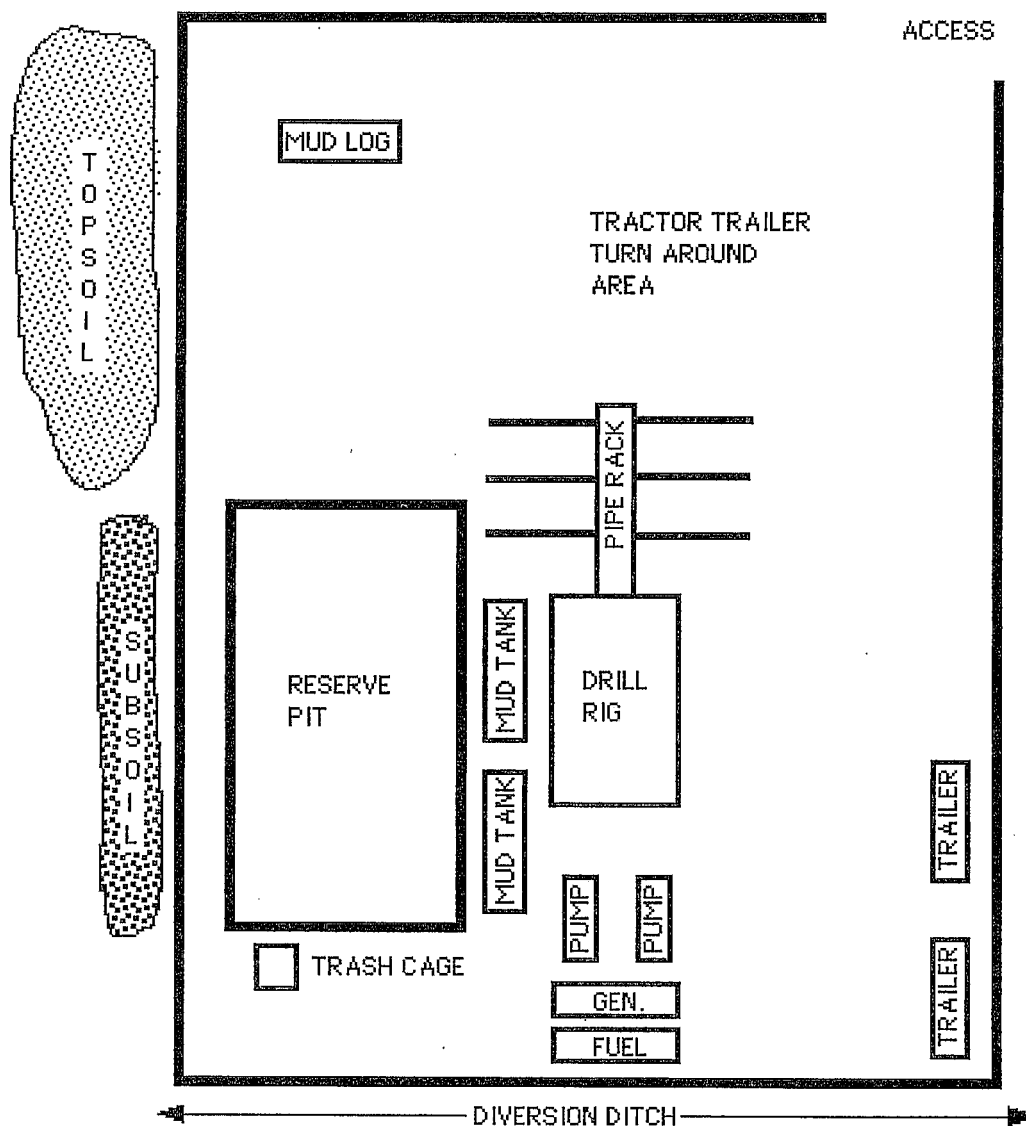 ACCESS
MUD LOG
TOPSOIL
TRACTOR TRAILER
TURN AROUND
AREA
PIPE RACK
SUBSOIL
RESERVE
PIT
MUD TANK
DRILL
RIG
MUD TANK
TRAILER
PUMP
PUMP
TRASH CAGE
TRAILER
GEN.
FUEL
DIVERSION DITCH